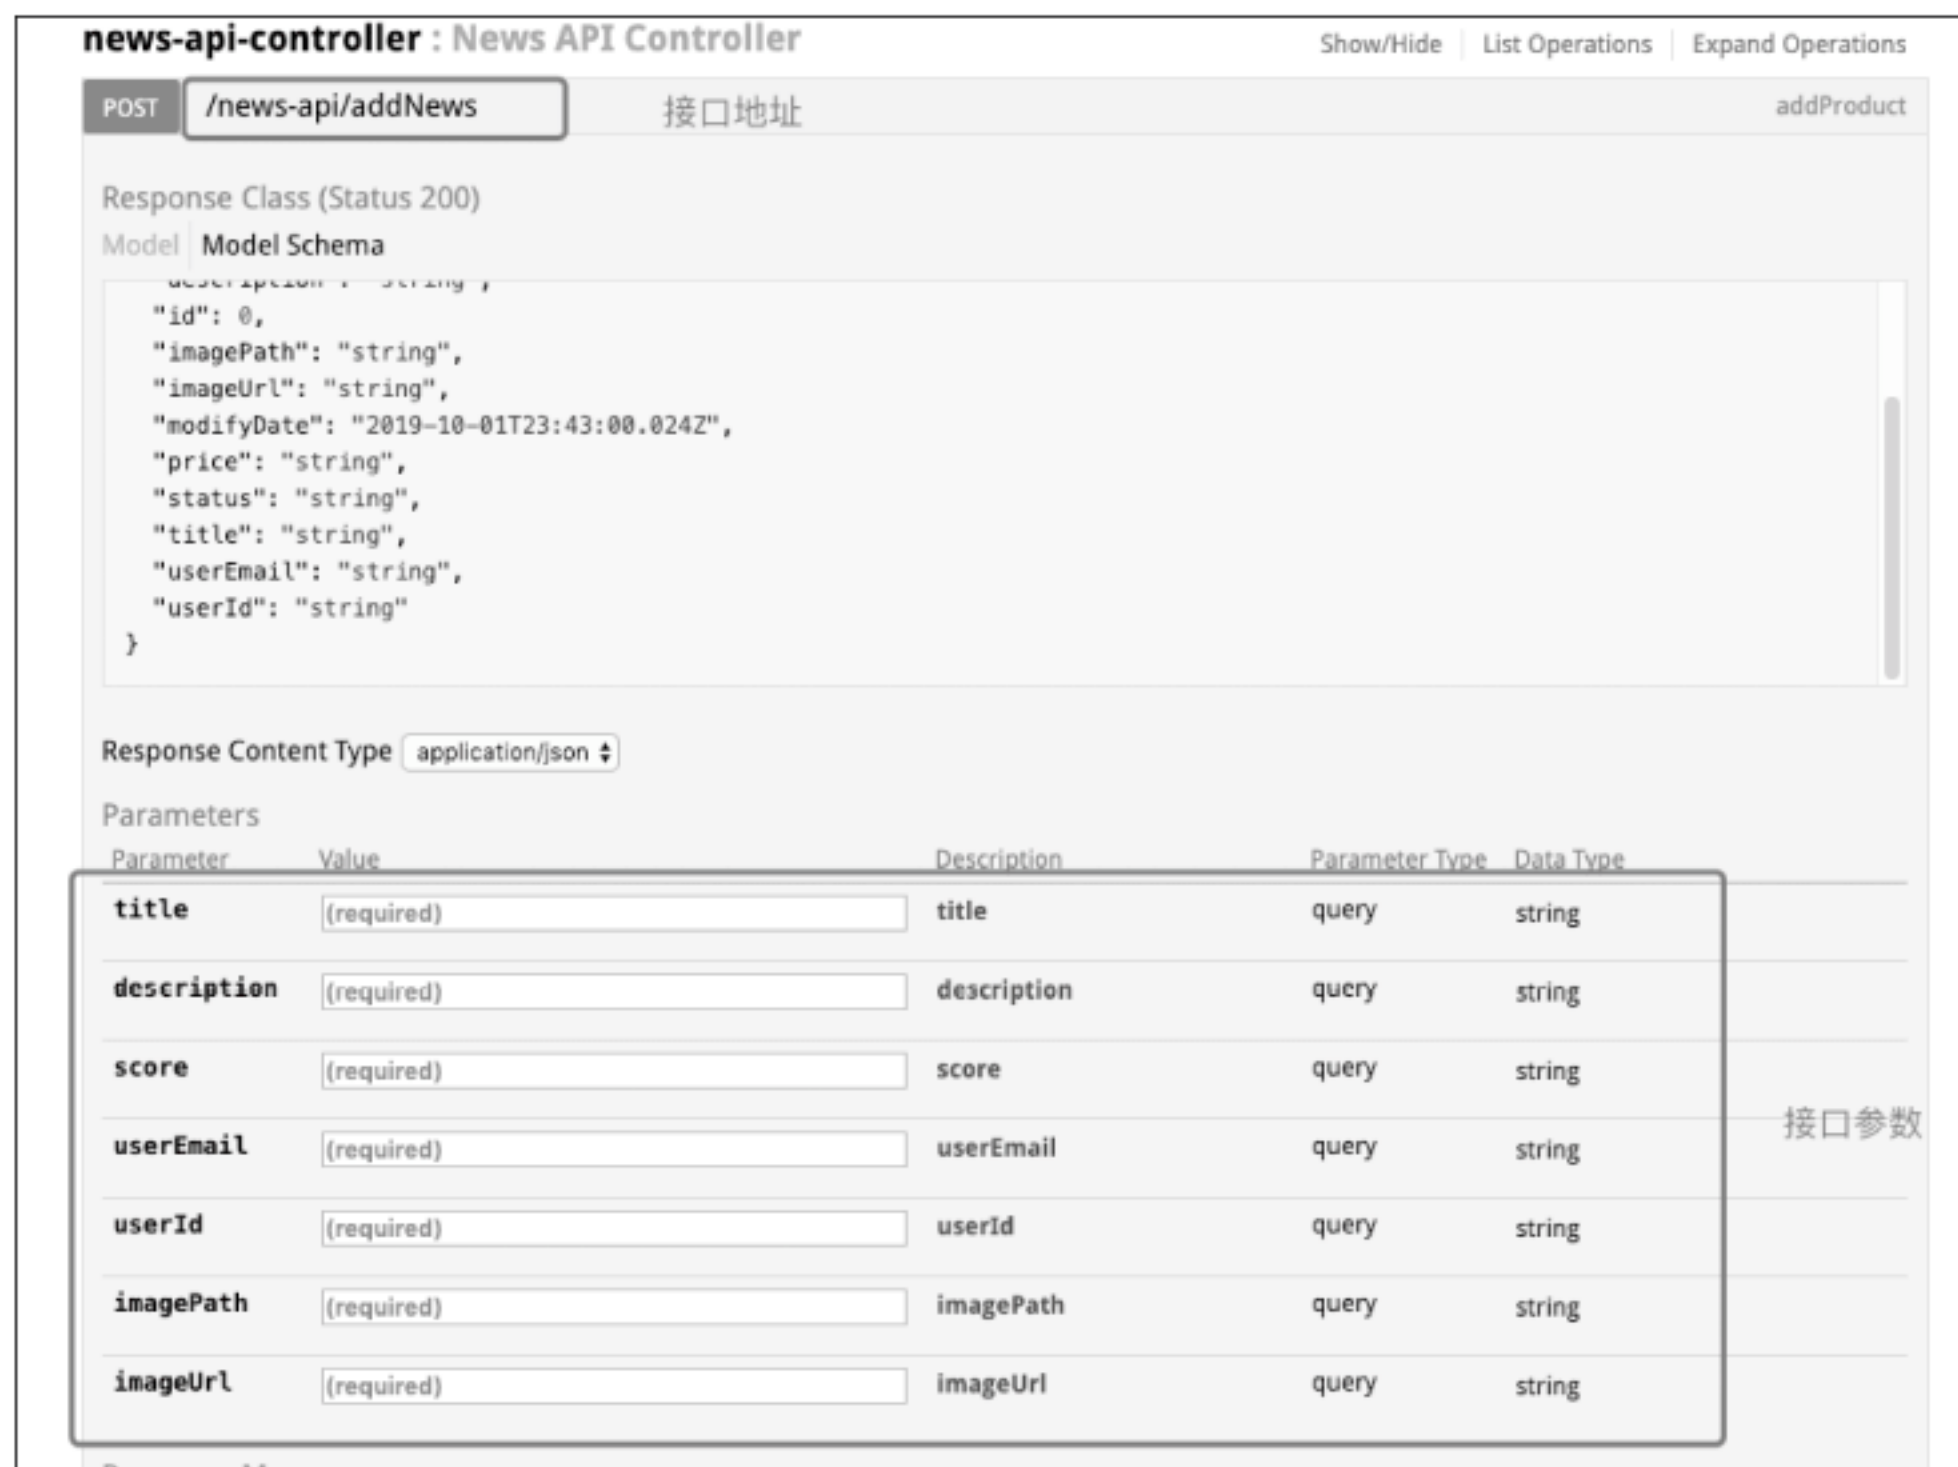 news-api-controller : News API Controller
Show/Hide List Operations Expand Operations
POST /news-api/addNews 接口地址 addProduct
Response Class (Status 200)
Model Model Schema
"description": "string",
"id": 0,
"imagePath": "string",
"imageUrl": "string",
"modifyDate": "2019-10-01T23:43:00.024Z",
"price": "string",
"status": "string",
"title": "string",
"userEmail": "string",
"userId": "string"
}
Response Content Type application/json
Parameters
Parameter Value Description Parameter Type Data Type
title (required) title query string
description (required) description query string
score (required) score query string
userEmail (required) userEmail query string
接口参数
userId (required) userId query string
imagePath (required) imagePath query string
imageUrl (required) imageUrl query string